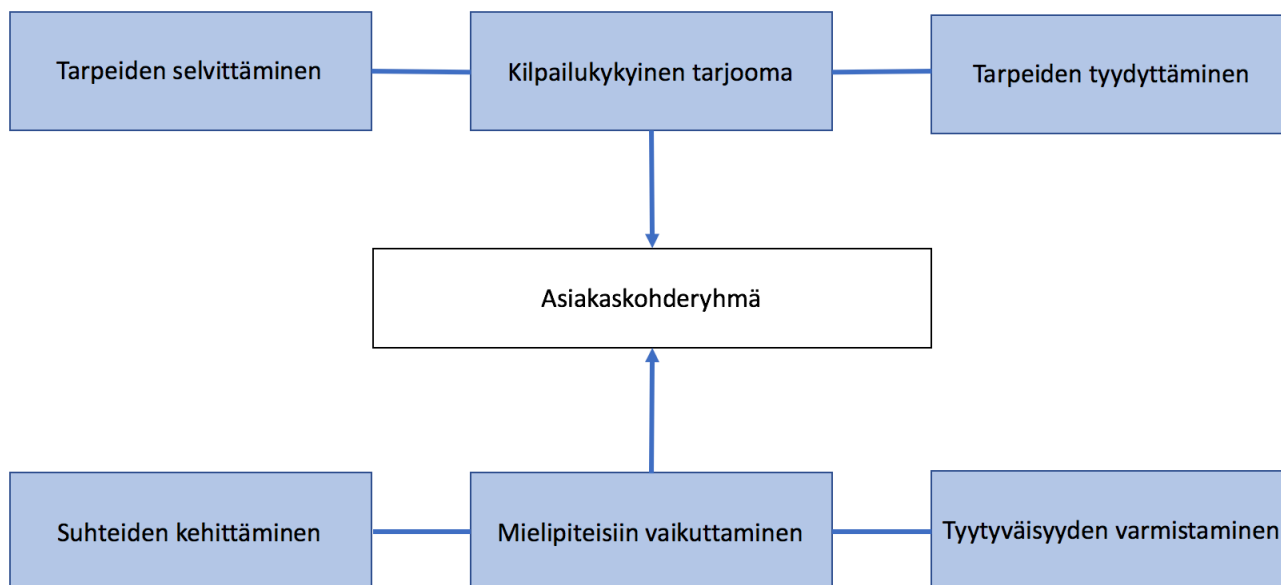 Tarpeiden selvittäminen
Kilpailukykyinen tarjooma
Tarpeiden tyydyttäminen
Asiakaskohderyhmä
Suhteiden kehittäminen
Mielipiteisiin vaikuttaminen
Tyytyväisyyden varmistaminen